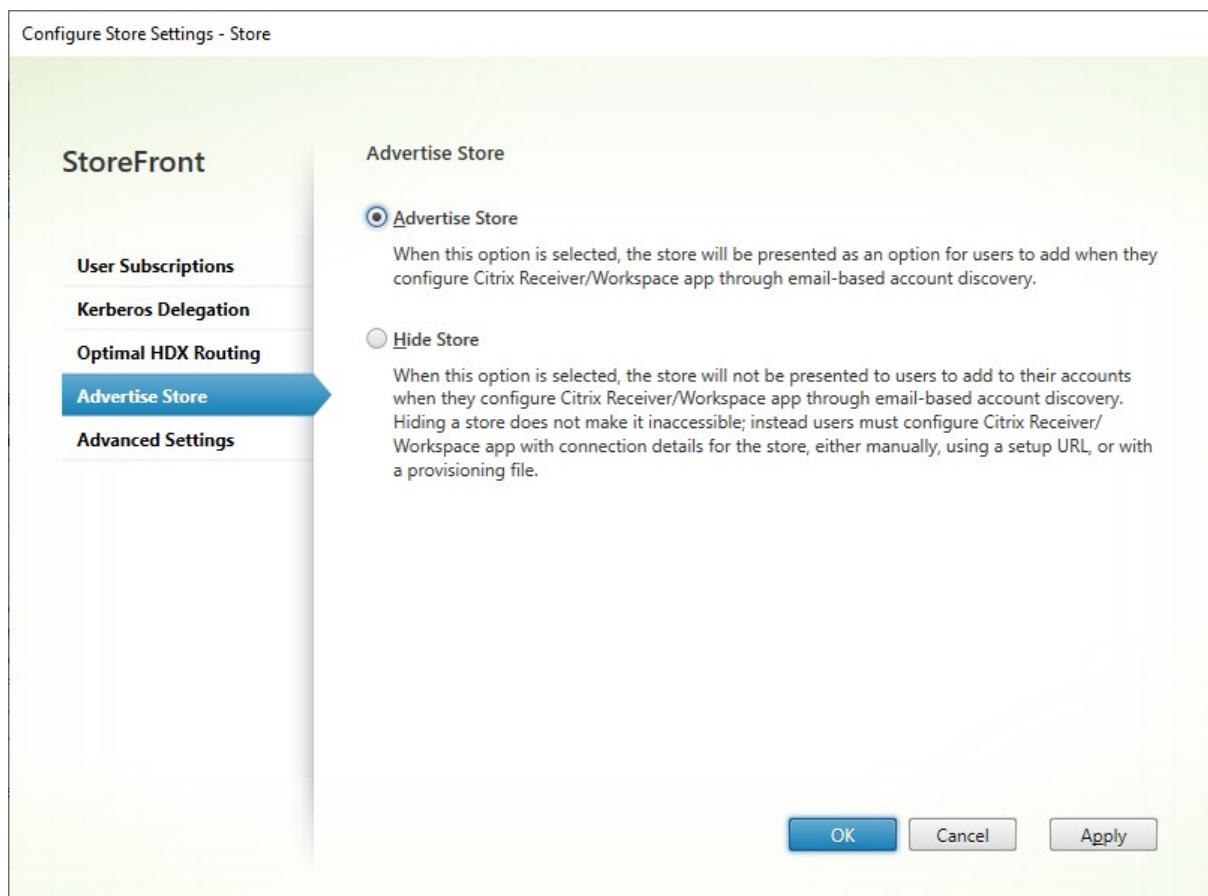 Configure Store Settings - Store
StoreFront
User Subscriptions
Kerberos Delegation
Optimal HDX Routing
Advertise Store
Advanced Settings
Advertise Store
Advertise Store
When this option is selected, the store will be presented as an option for users to add when they
configure Citrix Receiver/Workspace app through email-based account discovery.
Hide Store
When this option is selected, the store will not be presented to users to add to their accounts
when they configure Citrix Receiver/Workspace app through email-based account discovery.
Hiding a store does not make it inaccessible; instead users must configure Citrix Receiver/
Workspace app with connection details for the store, either manually, using a setup URL, or with
a provisioning file.
OK
Cancel
Apply